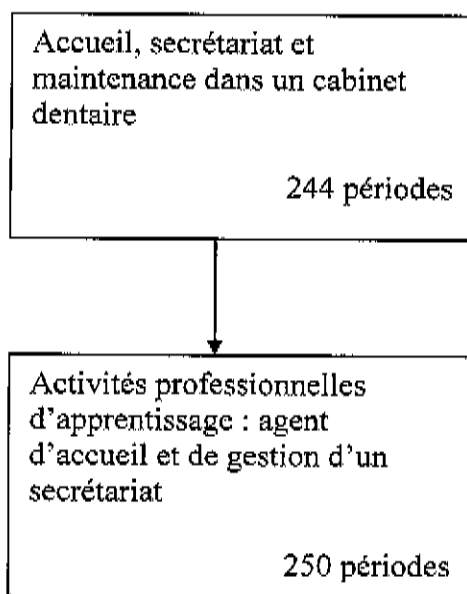 Accueil, secrétariat et
maintenance dans un cabinet
dentaire
244 périodes
Activités professionnelles
d'apprentissage : agent
d'accueil et de gestion d'un
secrétariat
250 périodes